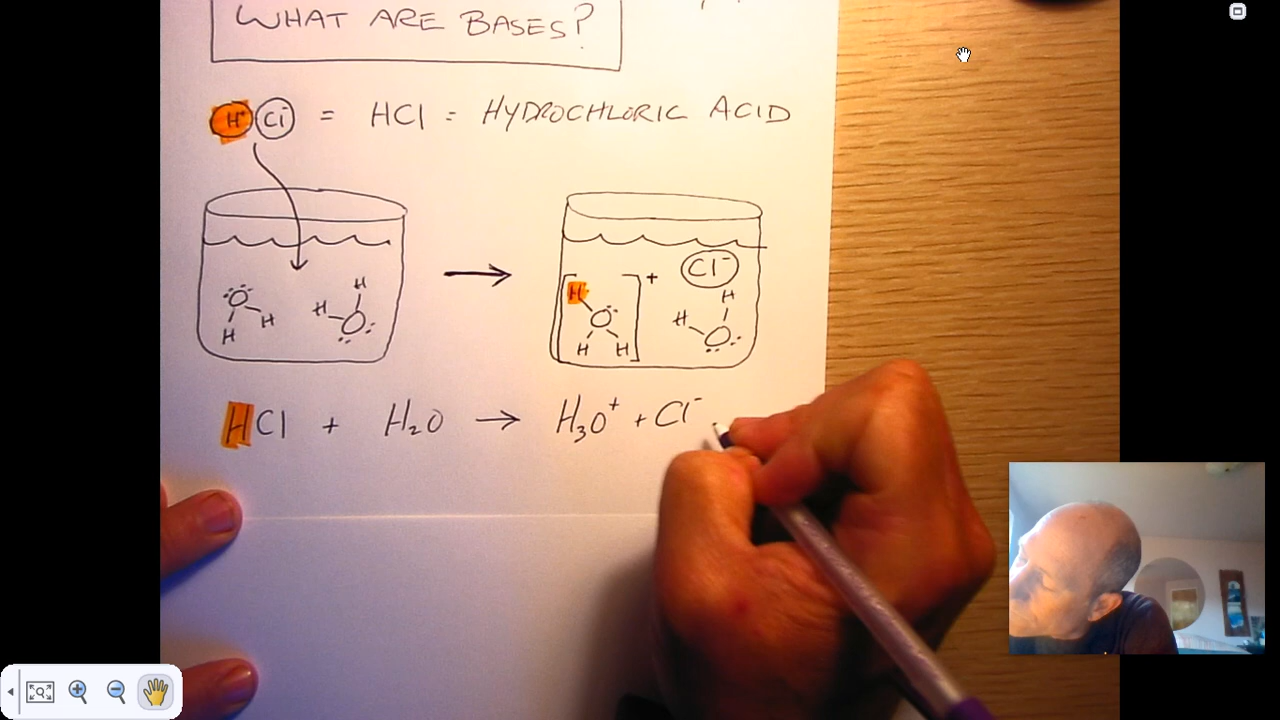 WHAT ARE BASES?
H⁺ Cl⁻ = HCl = HYDROCHLORIC ACID
O H H H O H
H O H H + Cl⁻ H O H
HCl + H₂O → H₃O⁺ + Cl⁻